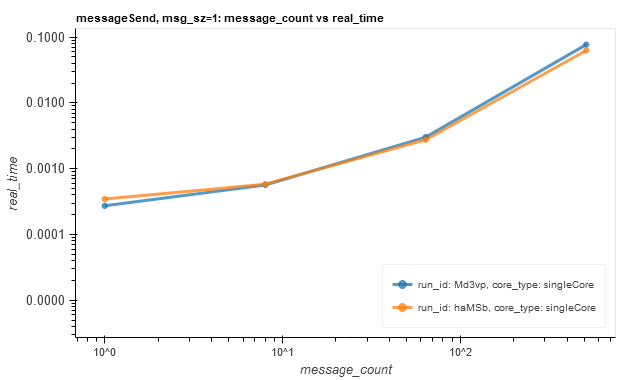 messageSend, msg_sz=1: message_count vs real_time
0.1000
0.0100
0.0010
0.0001
0.0000
real_time
run_id: Md3vp, core_type: singleCore
run_id: haMSb, core_type: singleCore
10^0
10^1
10^2
message_count